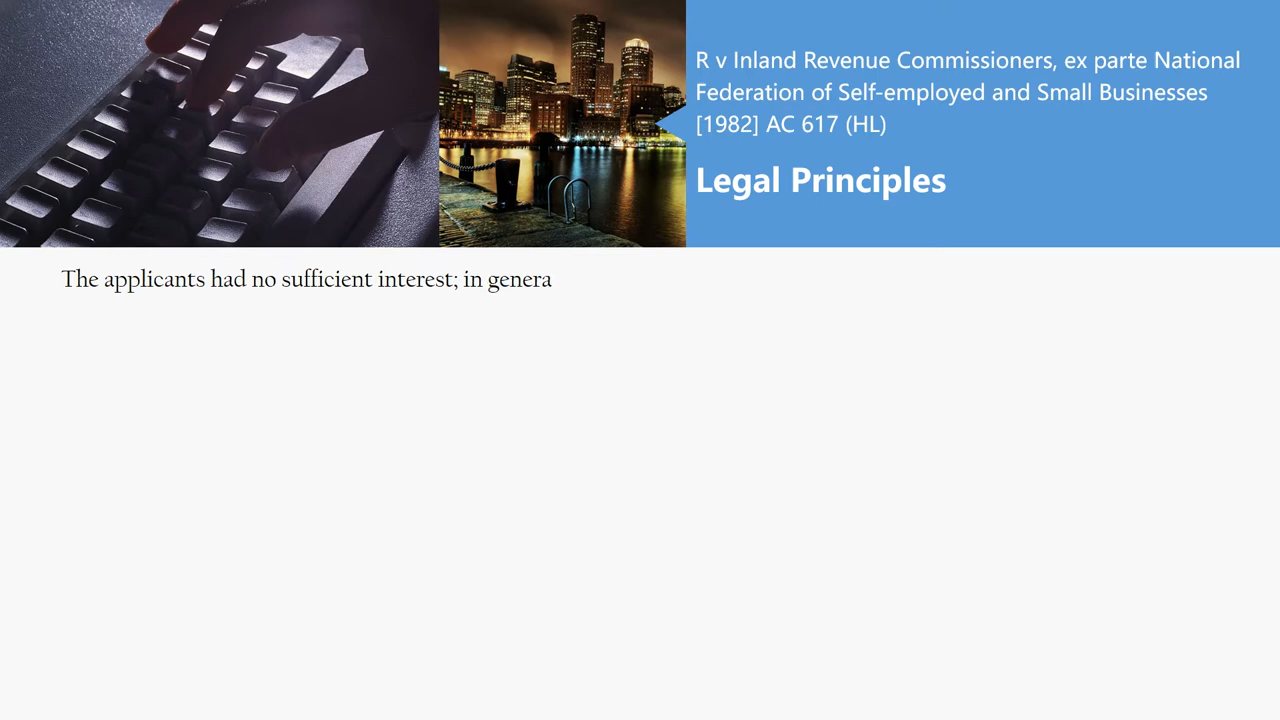 R v Inland Revenue Commissioners, ex parte National
Federation of Self-employed and Small Businesses
[1982] AC 617 (HL)
Legal Principles
The applicants had no sufficient interest; in genera